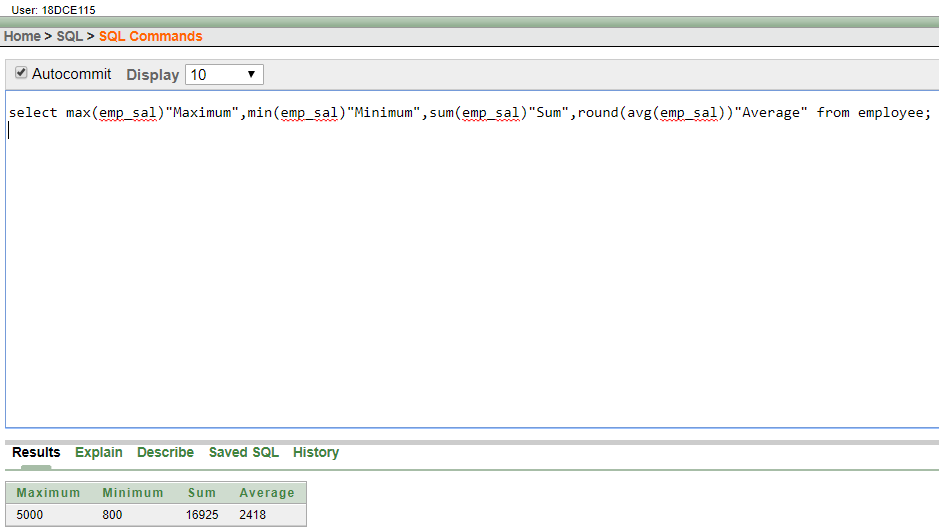 User: 18DCE115
Home > SQL > SQL Commands
Autocommit Display 10
select max(emp_sal)"Maximum",min(emp_sal)"Minimum",sum(emp_sal)"Sum",round(avg(emp_sal))"Average" from employee;
Results Explain Describe Saved SQL History
Maximum Minimum Sum Average
5000 800 16925 2418